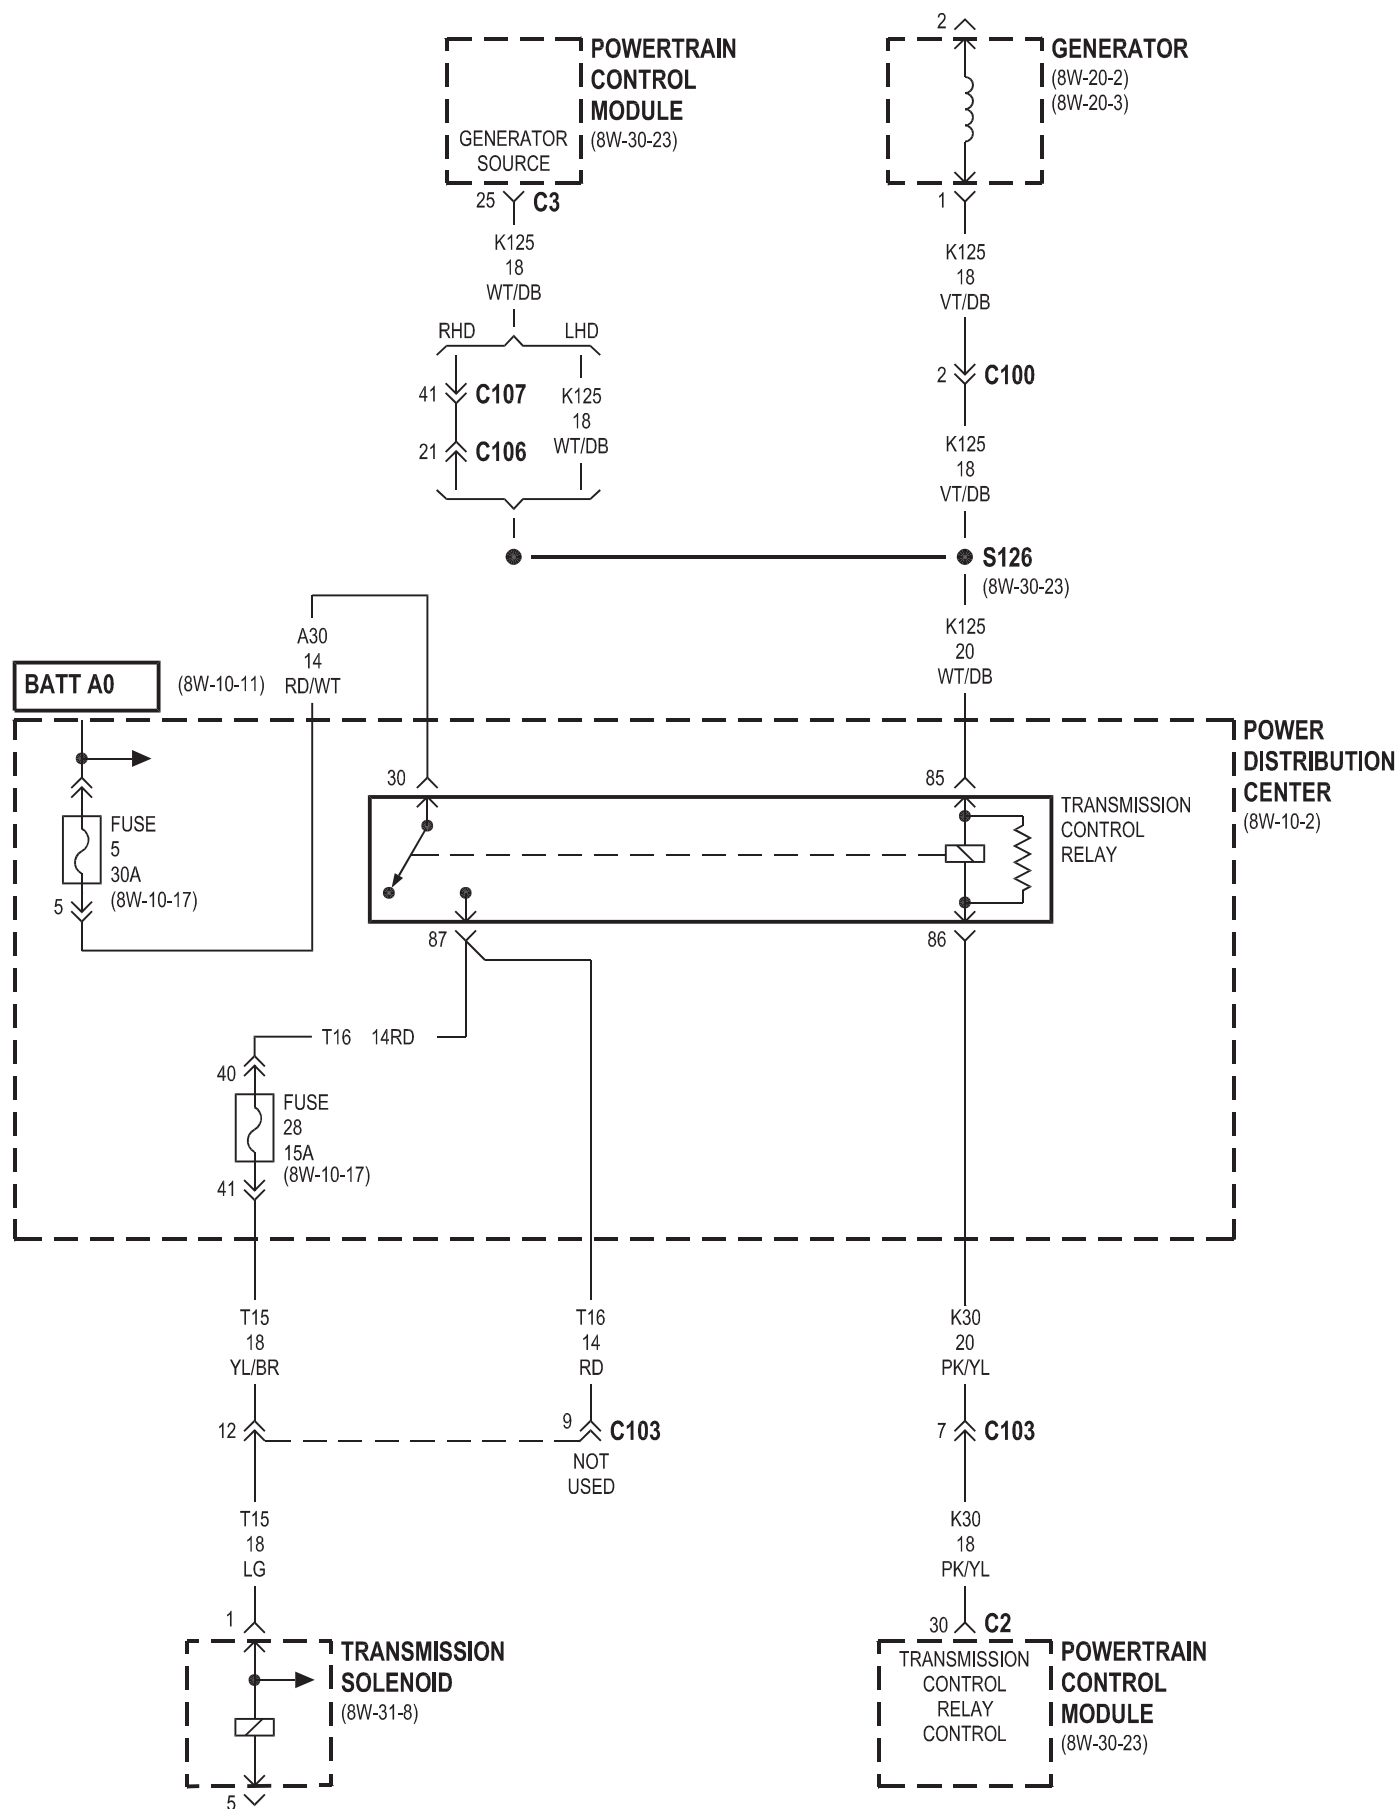 POWERTRAIN
CONTROL
MODULE
(8W-30-23)
GENERATOR
SOURCE
25
C3
K125
18
WT/DB
RHD
LHD
41
C107
21
C106
K125
18
WT/DB
2
GENERATOR
(8W-20-2)
(8W-20-3)
1
K125
18
VT/DB
2
C100
K125
18
VT/DB
S126
(8W-30-23)
K125
20
WT/DB
A30
14
RD/WT
BATT A0
(8W-10-11)
POWER
DISTRIBUTION
CENTER
(8W-10-2)
30
85
TRANSMISSION
CONTROL
RELAY
FUSE
5
30A
(8W-10-17)
5
87
86
T16 14RD
40
FUSE
28
15A
(8W-10-17)
41
T15
18
YL/BR
T16
14
RD
K30
20
PK/YL
12
9
C103
NOT
USED
7
C103
T15
18
LG
K30
18
PK/YL
1
TRANSMISSION
SOLENOID
(8W-31-8)
5
30
C2
TRANSMISSION
CONTROL
RELAY
CONTROL
POWERTRAIN
CONTROL
MODULE
(8W-30-23)